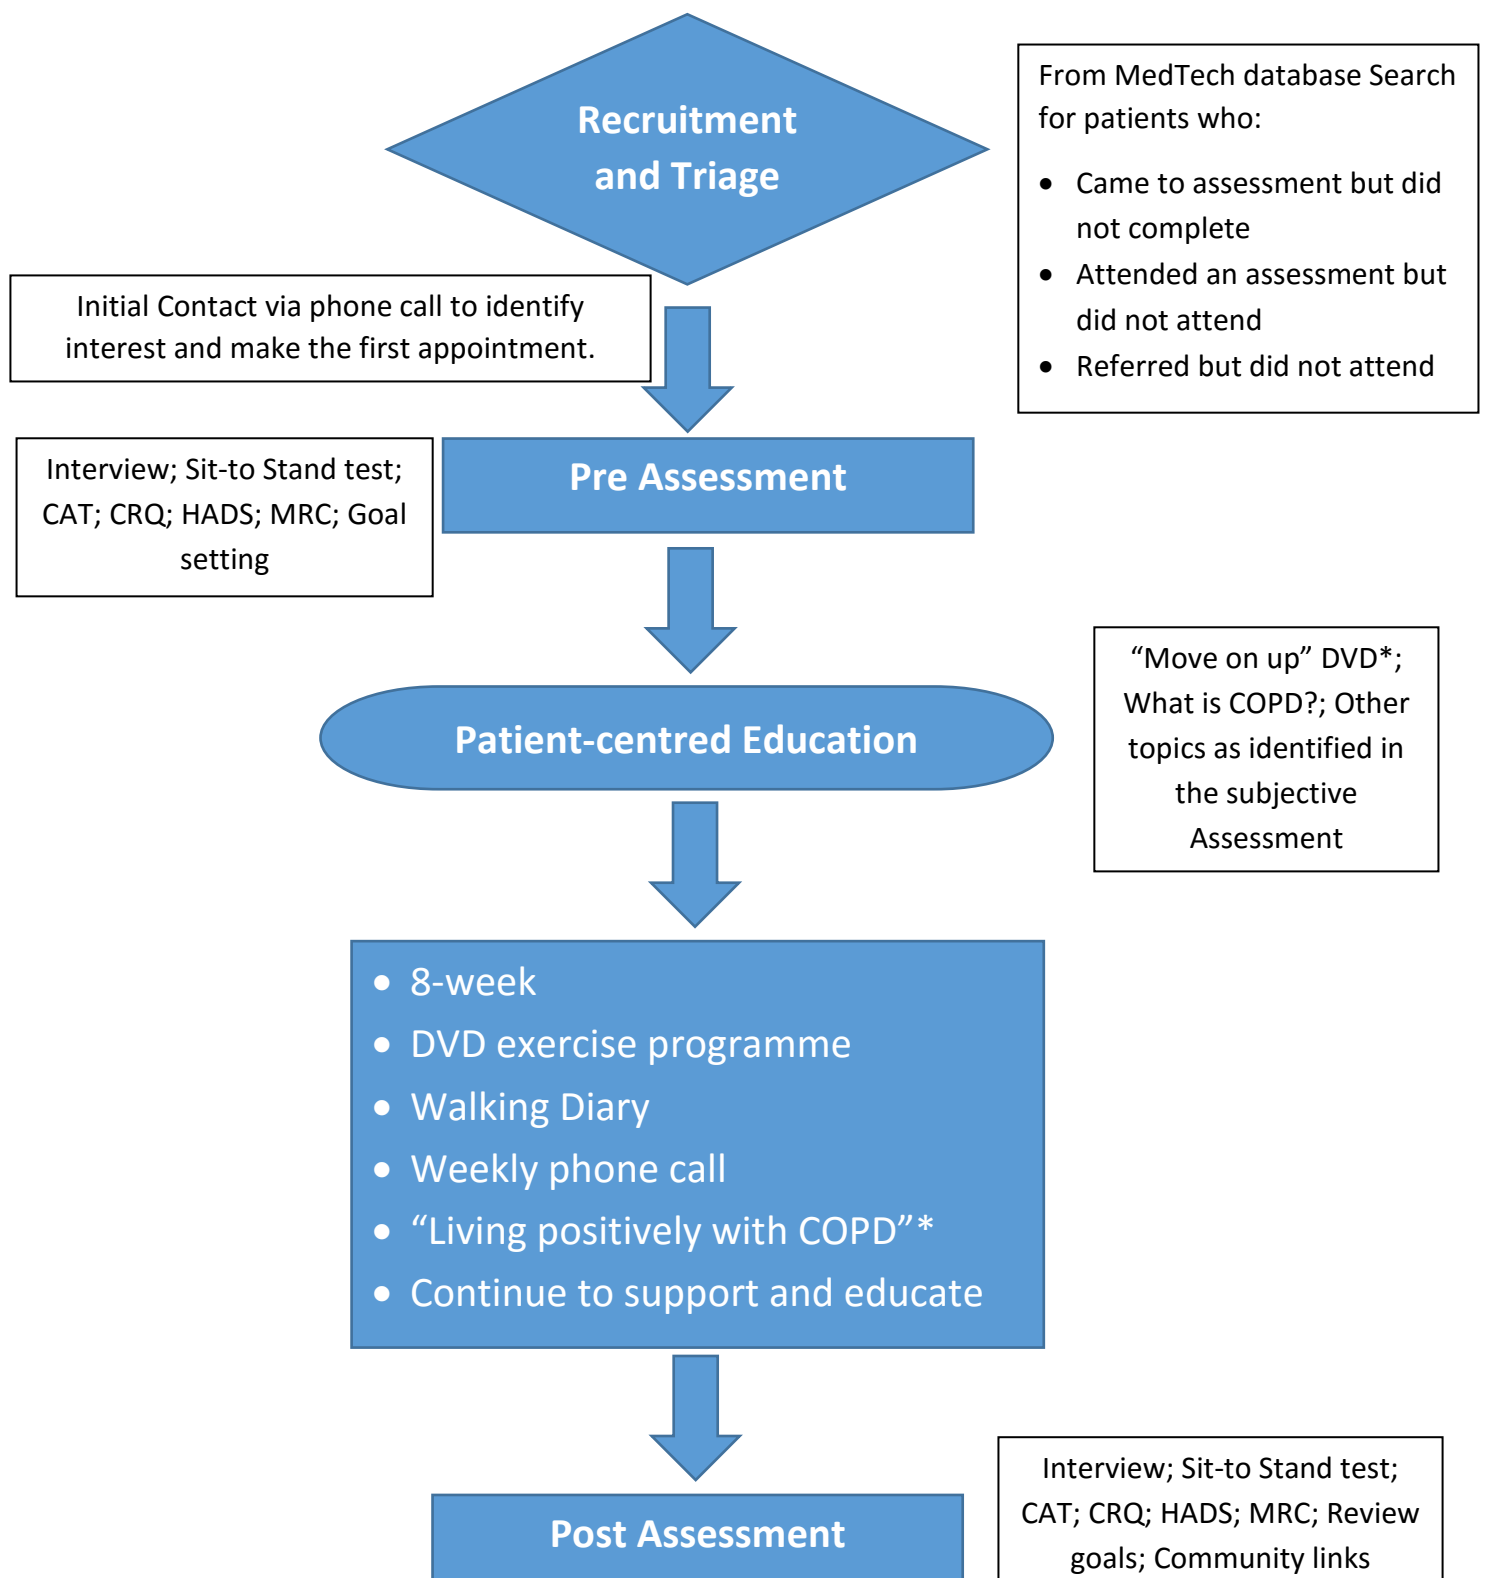 Recruitment
and Triage
From MedTech database Search
for patients who:
• Came to assessment but did
not complete
• Attended an assessment but
did not attend
• Referred but did not attend
Initial Contact via phone call to identify
interest and make the first appointment.
Interview; Sit-to Stand test;
CAT; CRQ; HADS; MRC; Goal
setting
Pre Assessment
Patient-centred Education
“Move on up” DVD*;
What is COPD?; Other
topics as identified in
the subjective
Assessment
• 8-week
• DVD exercise programme
• Walking Diary
• Weekly phone call
• “Living positively with COPD”*
• Continue to support and educate
Post Assessment
Interview; Sit-to Stand test;
CAT; CRQ; HADS; MRC; Review
goals; Community links